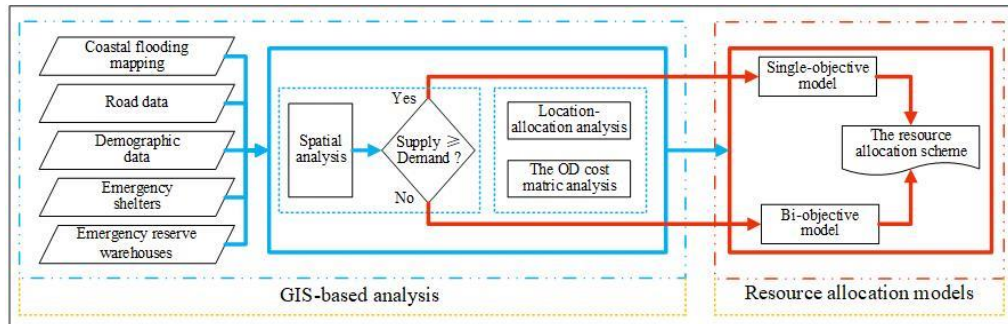 Coastal flooding
mapping
Road data
Demographic
data
Emergency
shelters
Emergency reserve
warehouses
Spatial
analysis
Yes
Supply ≥
Demand ?
No
Location-
allocation analysis
The OD cost
matric analysis
Single-objective
model
The
resource
allocation scheme
Bi-objective
model
GIS-based analysis
Resource allocation models